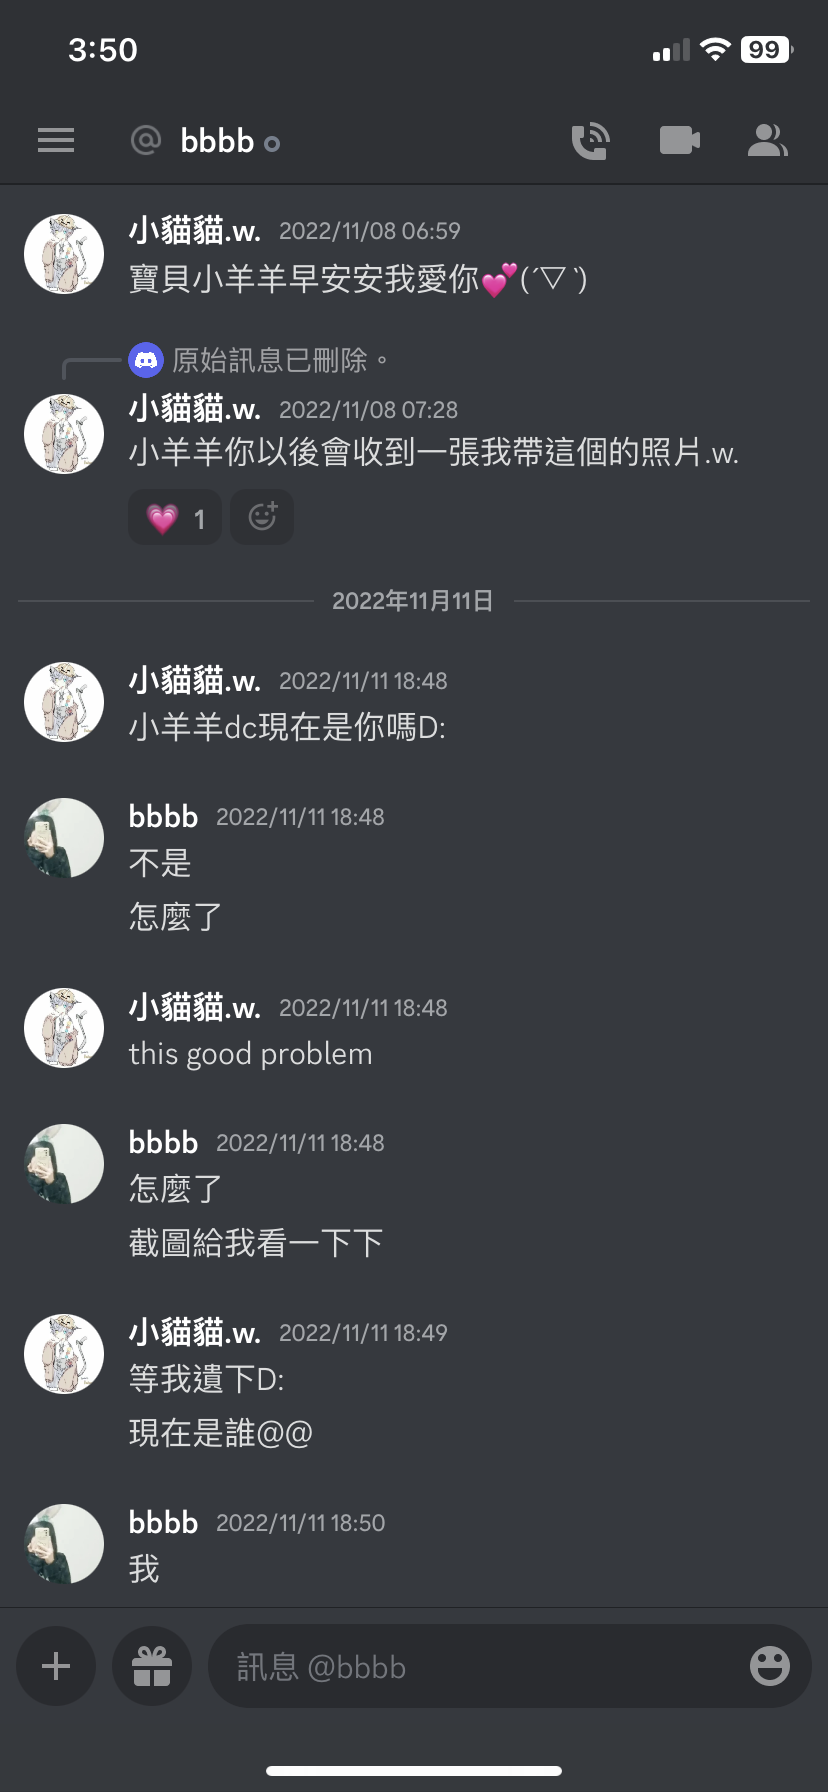 3:50
99
@ bbbb
小貓貓.w. 2022/11/08 06:59
寶貝小羊羊早安安我愛你💕(´▽`)
原始訊息已刪除。
小貓貓.w. 2022/11/08 07:28
小羊羊你以後會收到一張我帶這個的照片.w.
💗 1
2022年11月11日
小貓貓.w. 2022/11/11 18:48
小羊羊dc現在是你嗎D:
bbbb 2022/11/11 18:48
不是
怎麼了
小貓貓.w. 2022/11/11 18:48
this good problem
bbbb 2022/11/11 18:48
怎麼了
截圖給我看一下下
小貓貓.w. 2022/11/11 18:49
等我遺下D:
現在是誰@@
bbbb 2022/11/11 18:50
我
訊息 @bbbb